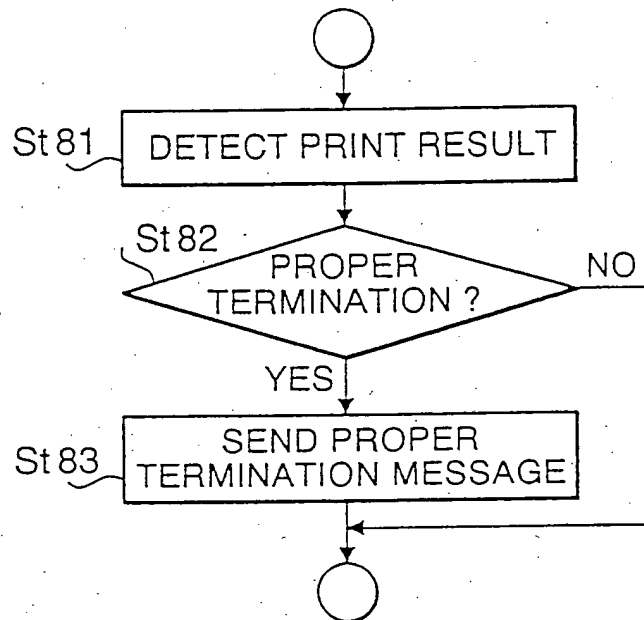 St81
DETECT PRINT RESULT
St82
PROPER
TERMINATION ?
NO
YES
St83
SEND PROPER
TERMINATION MESSAGE